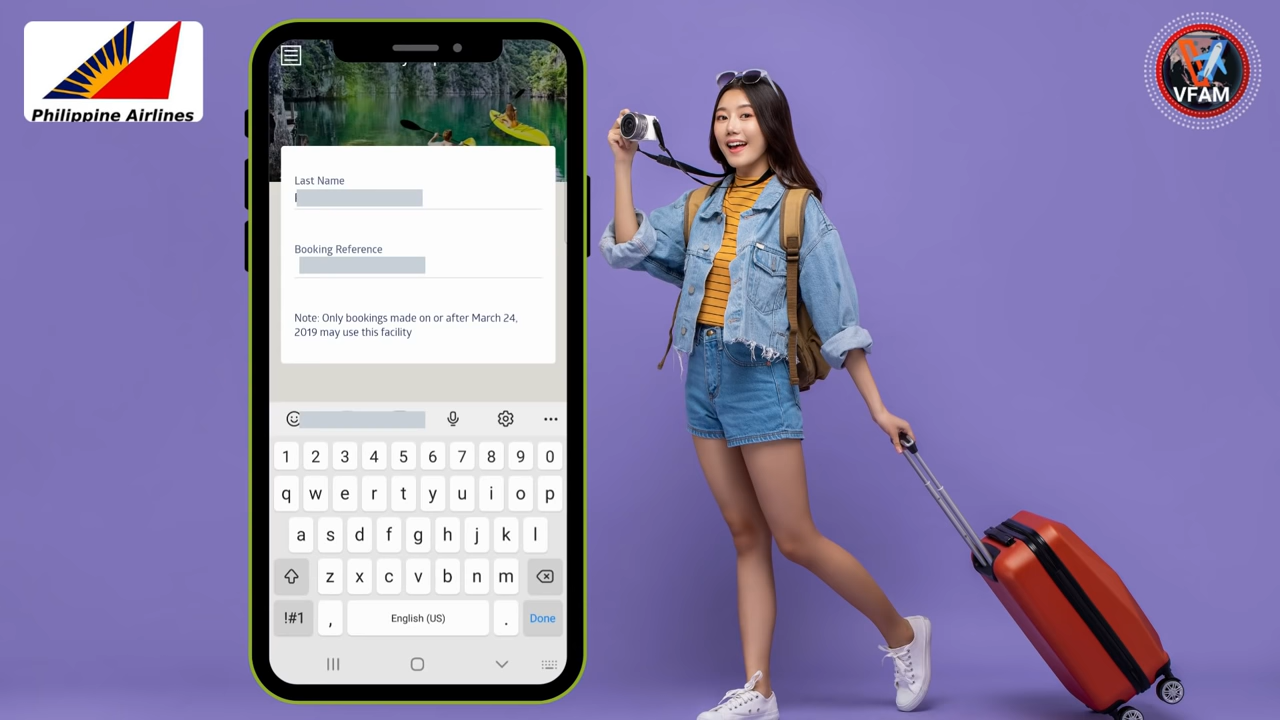 Philippine Airlines
VFAM
Last Name
Booking Reference
Note: Only bookings made on or after March 24,
2019 may use this facility
1 2 3 4 5 6 7 8 9 0
q w e r t y u i o p
a s d f g h j k l
z x c v b n m
!#1 , English (US) . Done